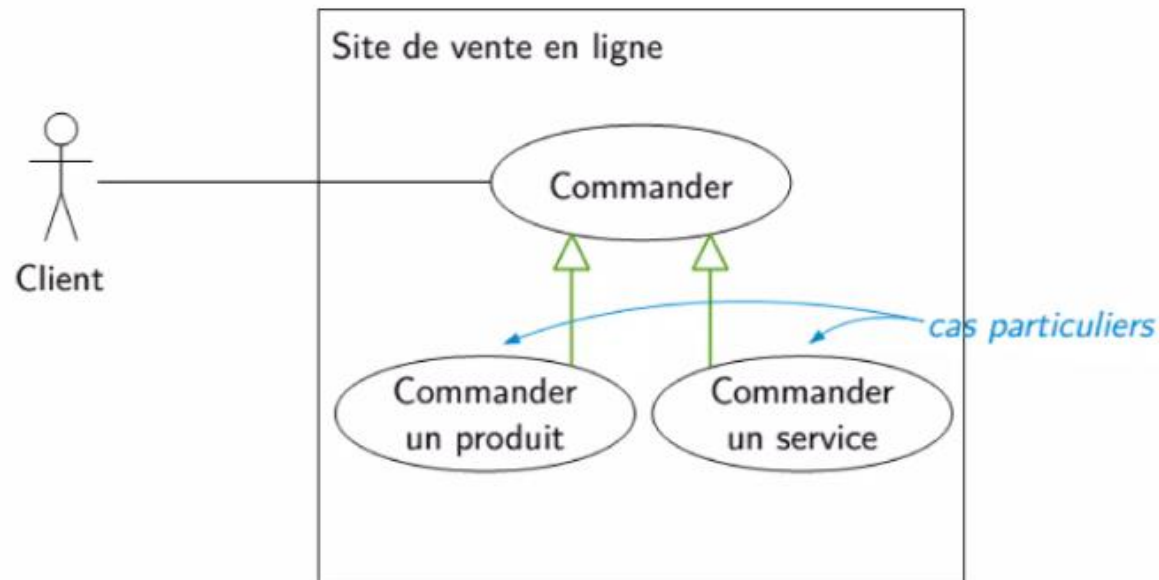 Site de vente en ligne
Commander
Client
cas particuliers
Commander
un produit
Commander
un service